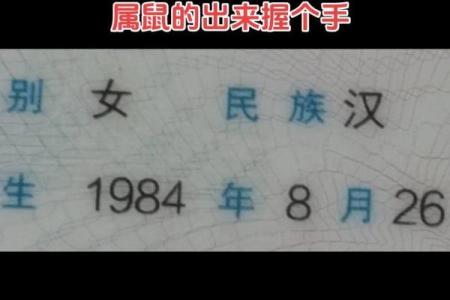 属鼠的出来握个手
别 女 民族 汉
生 1984 年 8 月 26